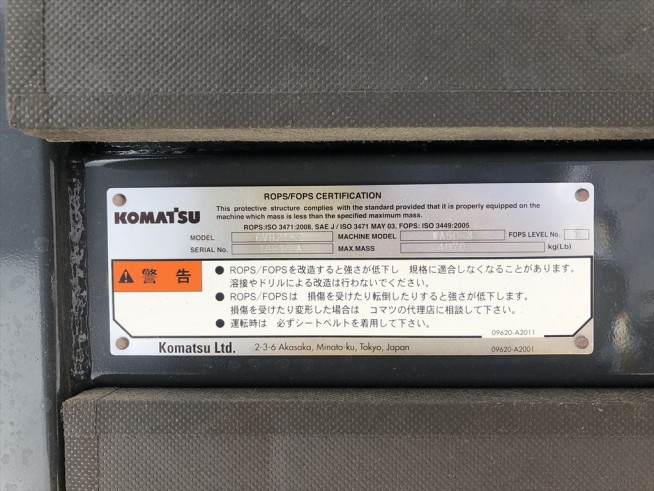 ROPS/FOPS CERTIFICATION
KOMATSU
This protective structure complies with the standard provided that it is properly equipped on the
machine which mass is less than the specified maximum mass.
ROPS:ISO 3471:2008, SAE J / ISO 3471 MAY 03, FOPS: ISO 3449:2005
MODEL MACHINE MODEL FOPS LEVEL NO.
SERIAL No. MAX.MASS kg(Lb)
警告
● ROPS/FOPSを改造すると強さが低下し 規格に適合しなくなることがあります。
溶接やドリルによる改造は行わないでください。
● ROPS/FOPSは 損傷を受けたり転倒したりすると強さが低下します。
損傷を受けたり変形した場合は コマツの代理店に相談して下さい。
● 運転時は 必ずシートベルトを着用して下さい。
09620-A2011
Komatsu Ltd. 2-3-6 Akasaka, Minato-ku, Tokyo, Japan 09620-A2001